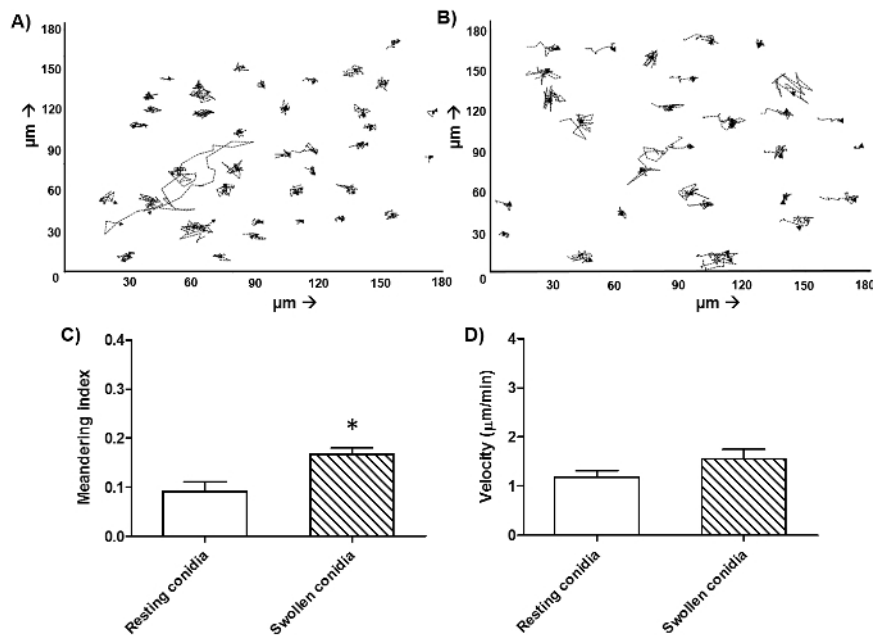 A)
180
150
120
μm →
90
60
30
0
30
60
90
120
150
180
μm →
B)
180
150
120
μm →
90
60
30
0
30
60
90
120
150
180
μm →
C)
0.4
0.3
0.2
0.1
0.0
Meandering index
*
Resting conidia
Swollen conidia
D)
4
3
2
1
0
Velocity (μm/min)
Resting conidia
Swollen conidia